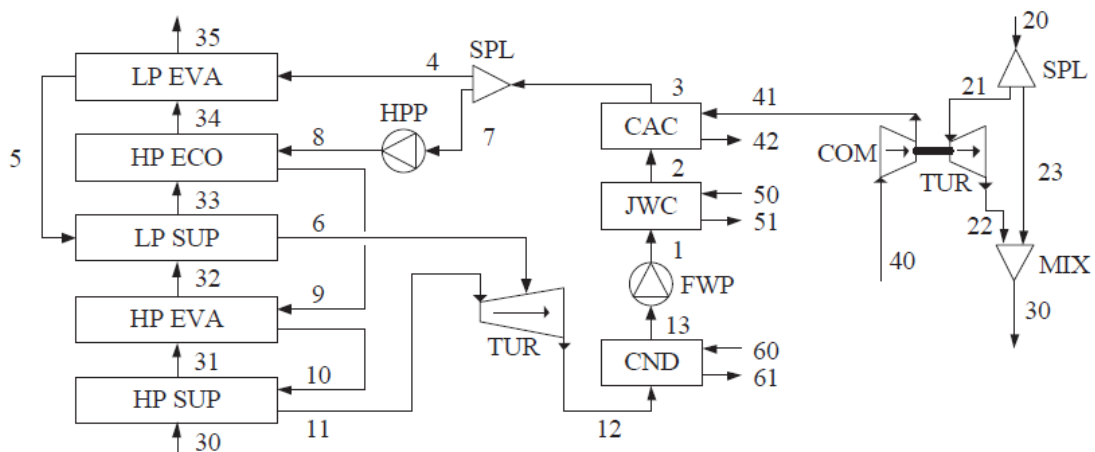 35
LP EVA
34
HP ECO
33
LP SUP
32
HP EVA
31
HP SUP
30
5
4
SPL
HPP
8
7
6
9
10
11
TUR
12
3
CAC
41
42
2
JWC
50
51
1
FWP
13
CND
60
61
20
SPL
21
COM
TUR
23
22
40
MIX
30